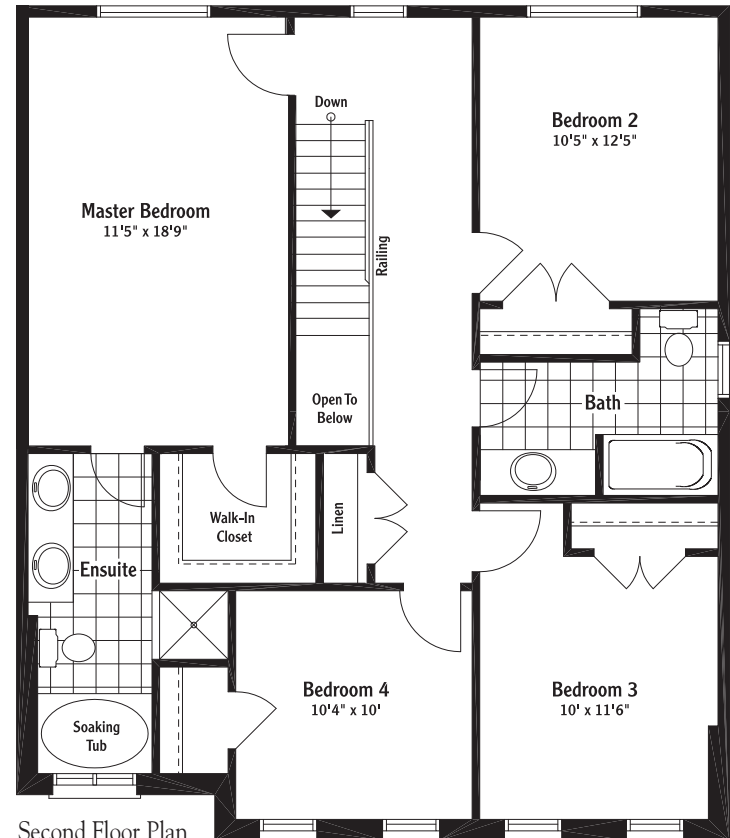 Down
Bedroom 2
10'5" x 12'5"
Master Bedroom
11'5" x 18'9"
Railing
Open To
Below
Bath
Linen
Walk-In
Closet
Ensuite
Bedroom 4
10'4" x 10'
Bedroom 3
10' x 11'6"
Soaking
Tub
Second Floor Plan